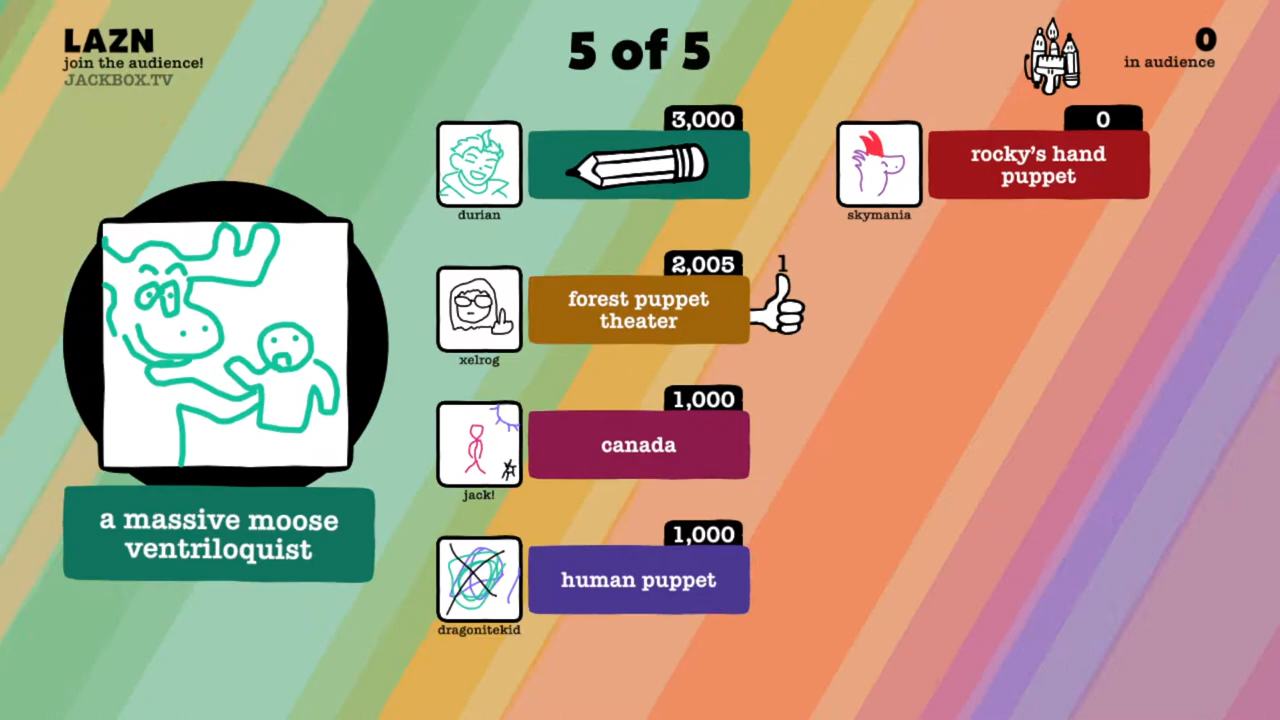 LAZN
join the audience!
JACKBOX.TV
5 of 5
0
in audience
a massive moose
ventriloquist
3,000
durian
2,005
forest puppet
theater
1
xelrog
1,000
canada
jack!
1,000
human puppet
dragonitekid
0
rocky's hand
puppet
skymania